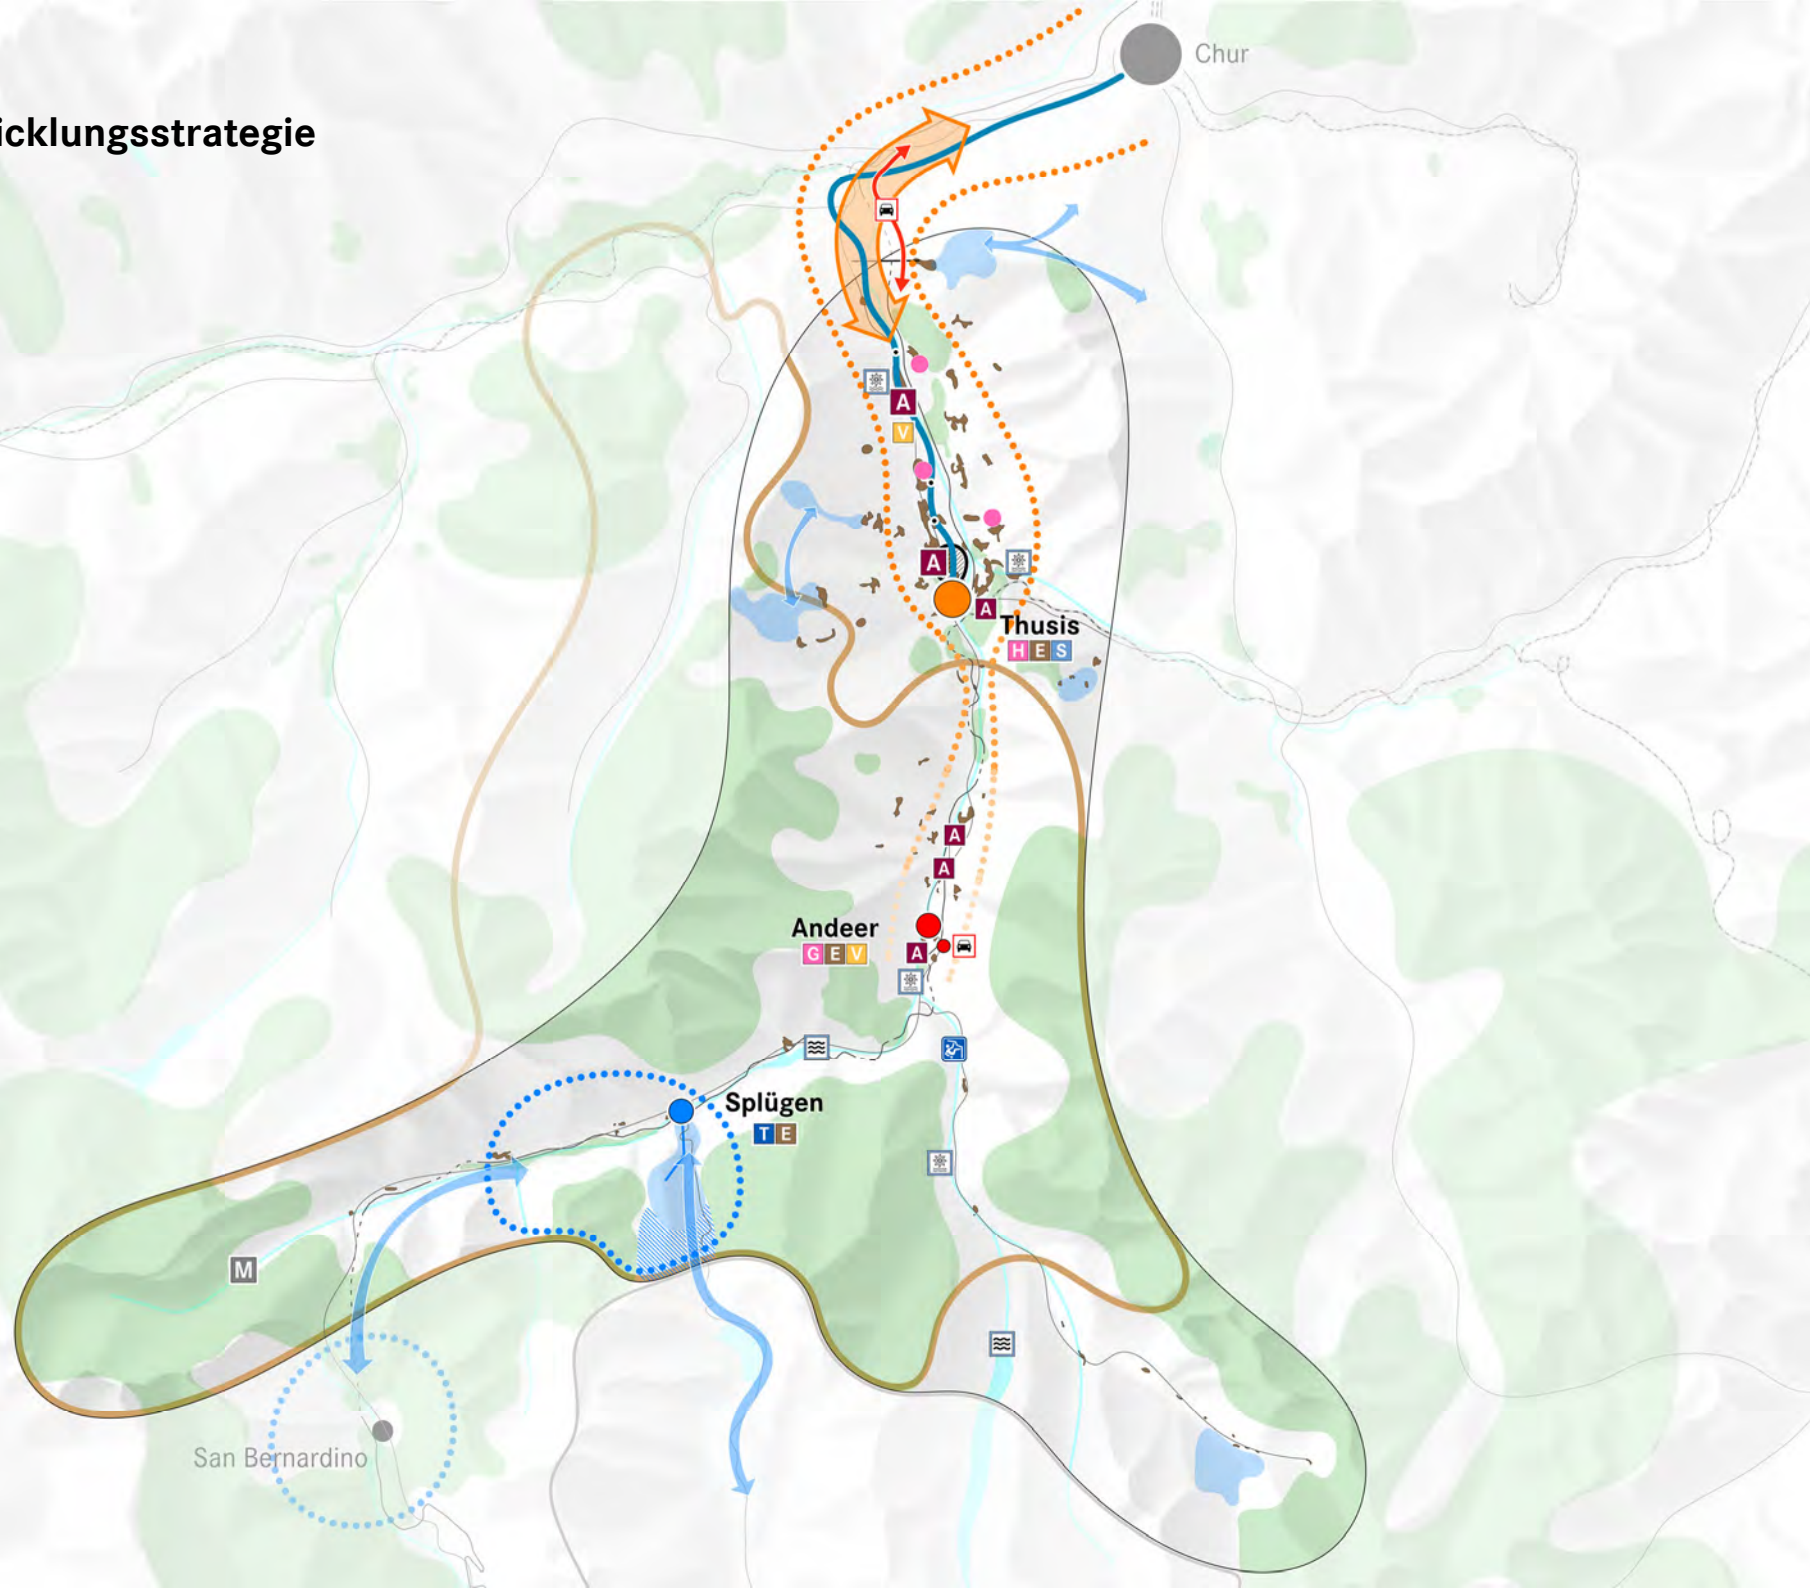 Chur
icklungsstrategie
A
V
A
A
Thusis
H E S
A
A
Andeer
G E V
A
Splügen
T E
M
San Bernardino